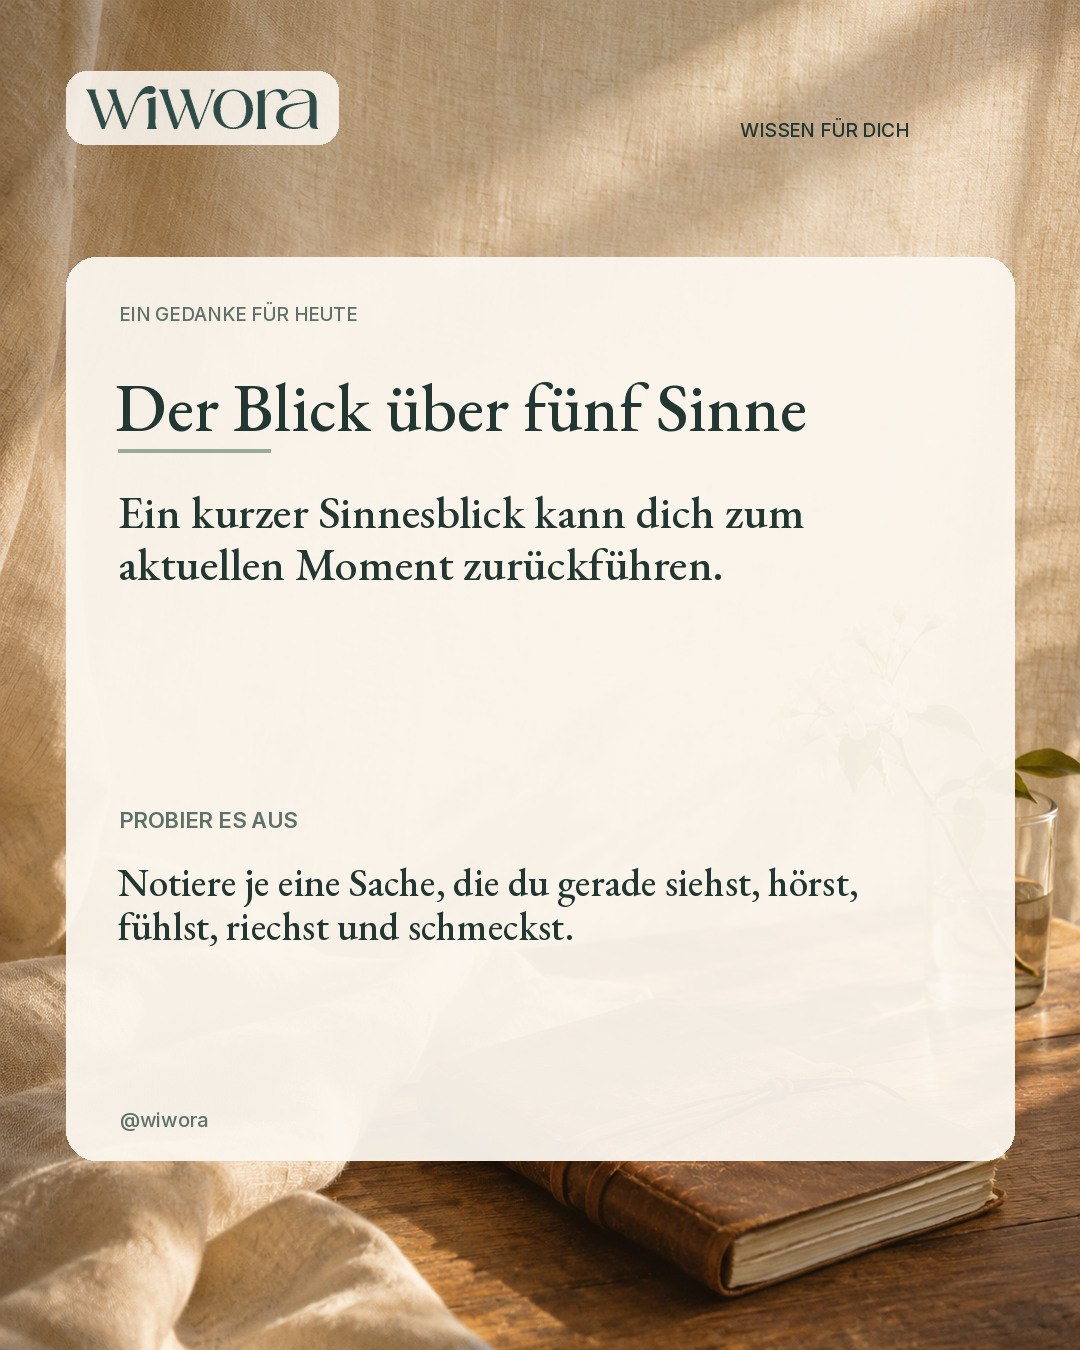 wiwora
WISSEN FÜR DICH
EIN GEDANKE FÜR HEUTE
Der Blick über fünf Sinne
Ein kurzer Sinnesblick kann dich zum
aktuellen Moment zurückführen.
PROBIER ES AUS
Notiere je eine Sache, die du gerade siehst, hörst,
fühlst, riechst und schmeckst.
@wiwora